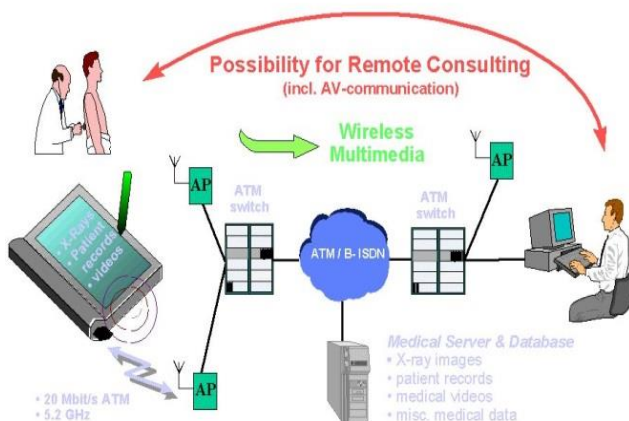 Possibility for Remote Consulting
(incl. AV-communication)
Wireless
Multimedia
AP
ATM
switch
AP
ATM
switch
• X-Rays
• Patient
records
• videos
ATM / B- ISDN
AP
• 20 Mbit/s ATM
• 5.2 GHz
Medical Server & Database
• X-ray images
• patient records
• medical videos
• misc. medical data